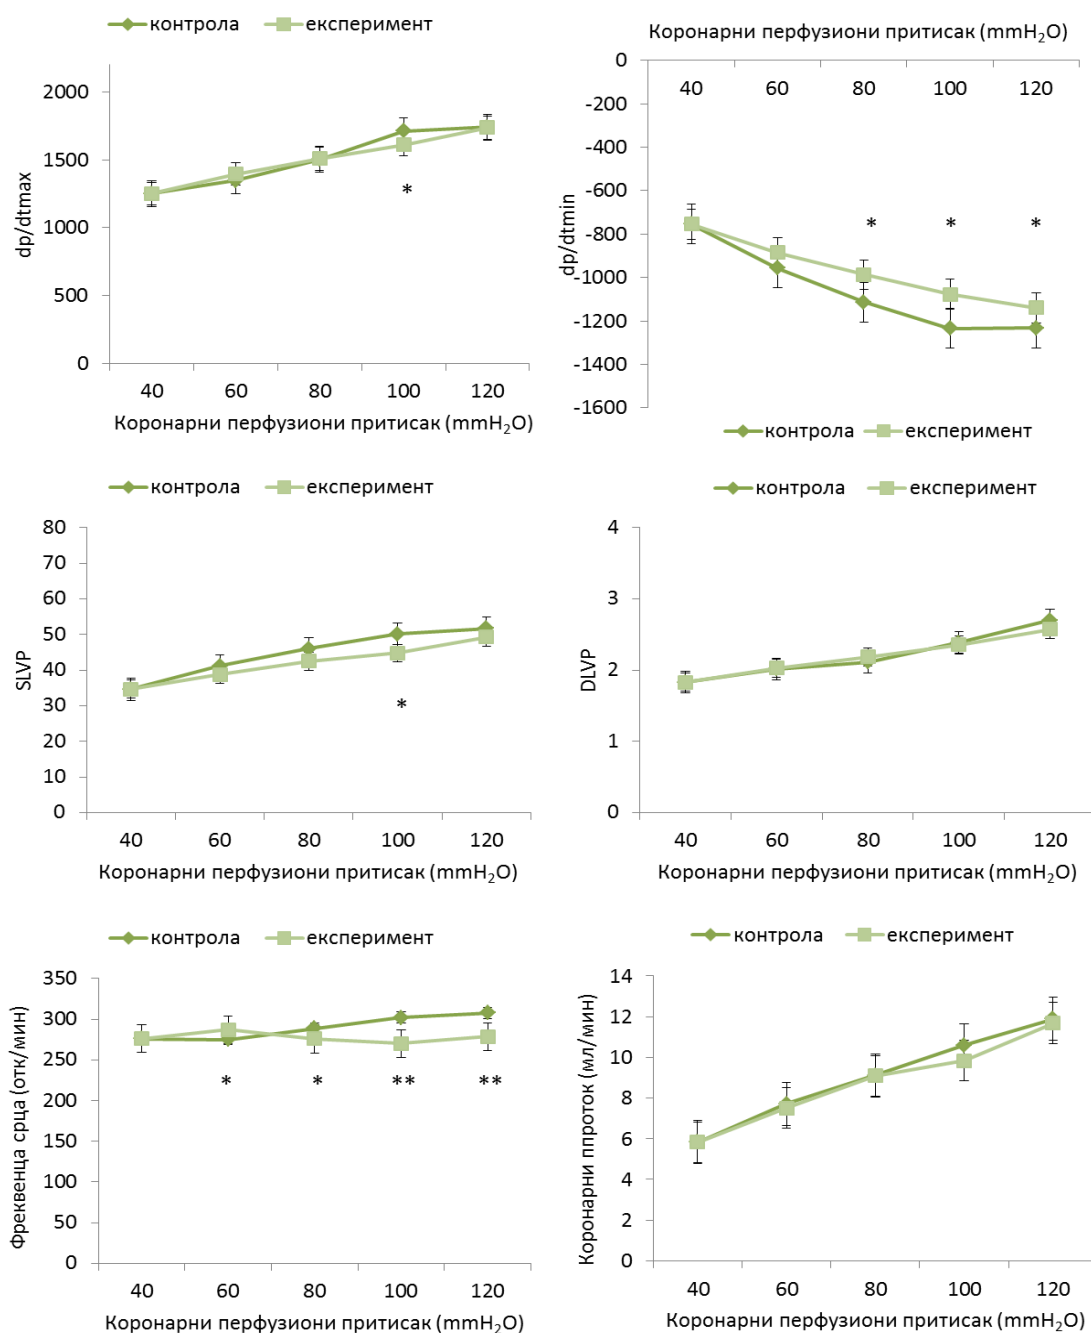 контрола експеримент
2000
1500
1000
500
0
dp/dtmax
*
40 60 80 100 120
Коронарни перфузиони притисак (mmH₂O)
Коронарни перфузиони притисак (mmH₂O)
0
-200
-400
-600
-800
-1000
-1200
-1400
-1600
40 60 80 100 120
dp/dtmin
* * *
контрола експеримент
контрола експеримент
80
70
60
50
40
30
20
10
0
SLVP
*
40 60 80 100 120
Коронарни перфузиони притисак (mmH₂O)
контрола експеримент
4
3
2
1
0
DLVP
40 60 80 100 120
Коронарни перфузиони притисак (mmH₂O)
контрола експеримент
350
300
250
200
150
100
50
0
Фреквенца срца (отк/мин)
* * ** **
40 60 80 100 120
Коронарни перфузиони притисак (mmH₂O)
контрола експеримент
14
12
10
8
6
4
2
0
Коронарни ппроток (мл/мин)
40 60 80 100 120
Коронарни перфузиони притисак (mmH₂O)